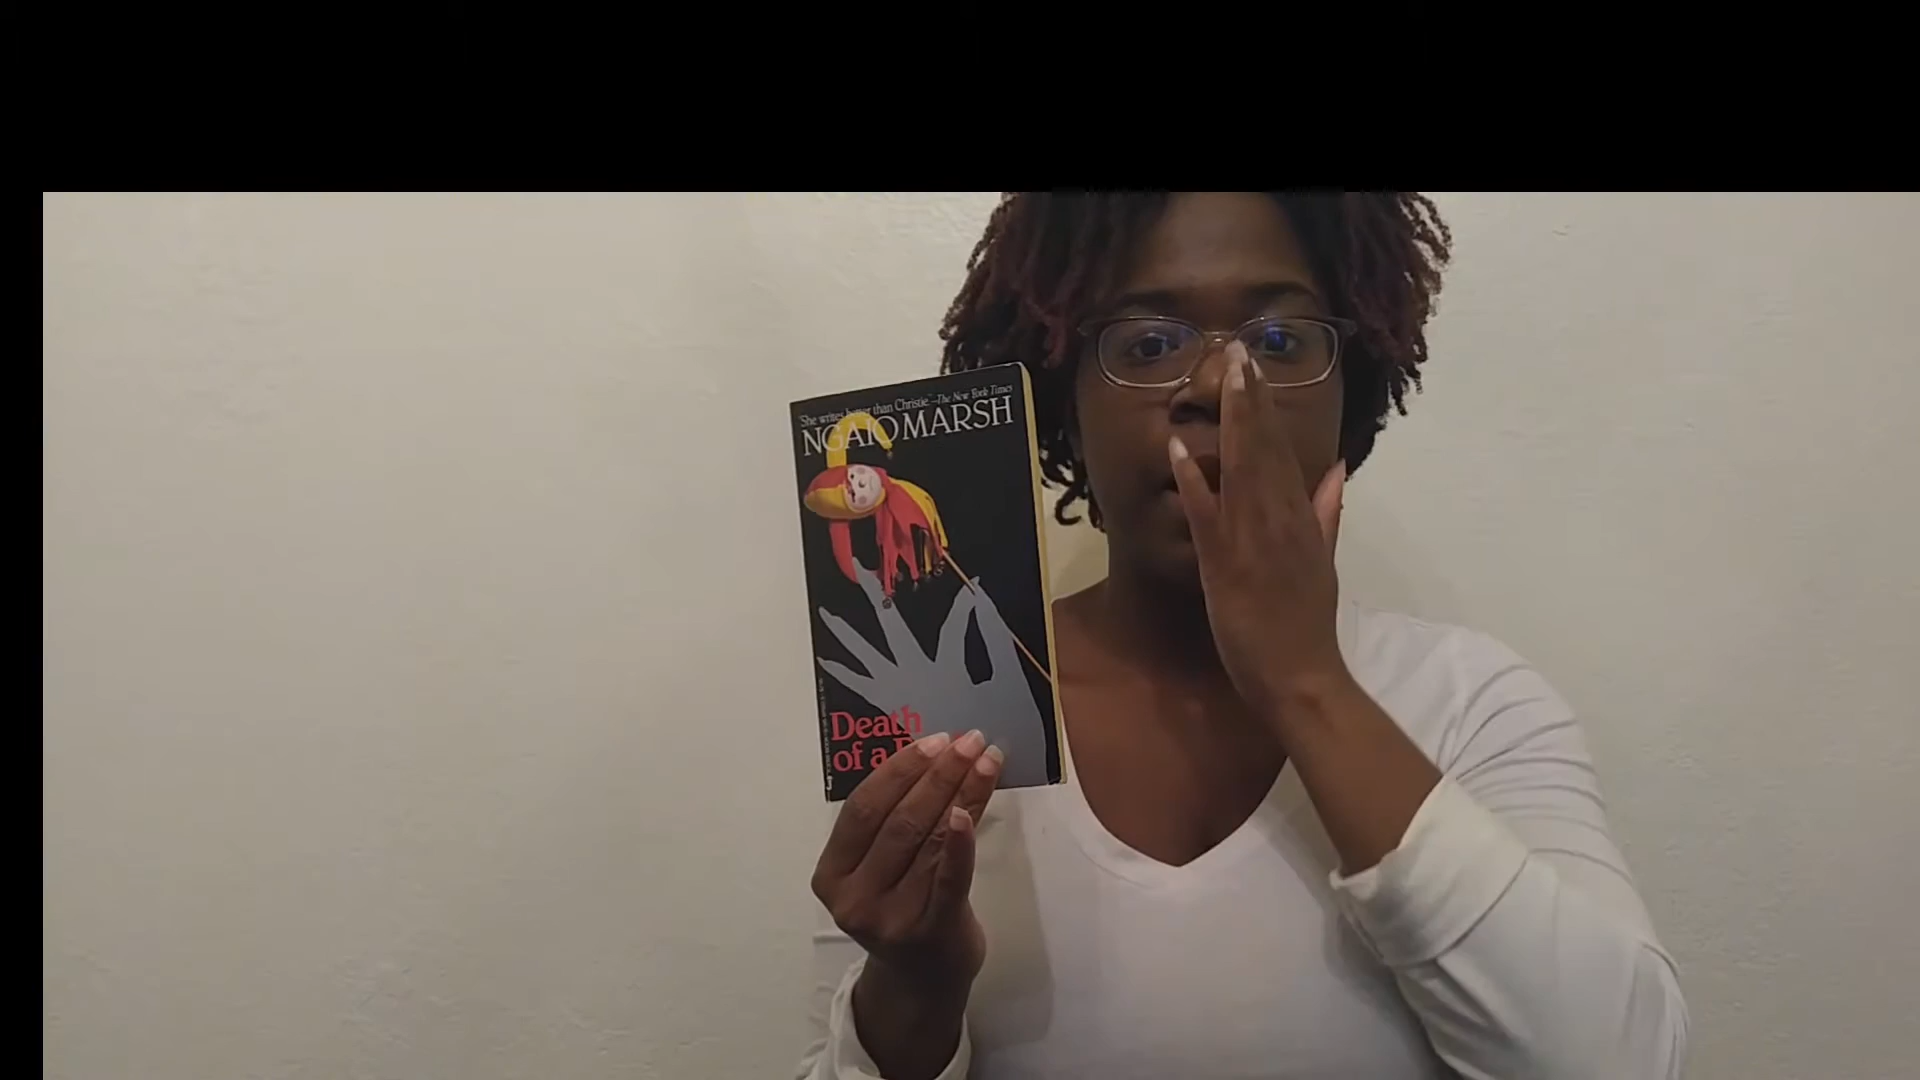 "She writes better than Christie."—The New York Times
NGAIO MARSH
Death
of a